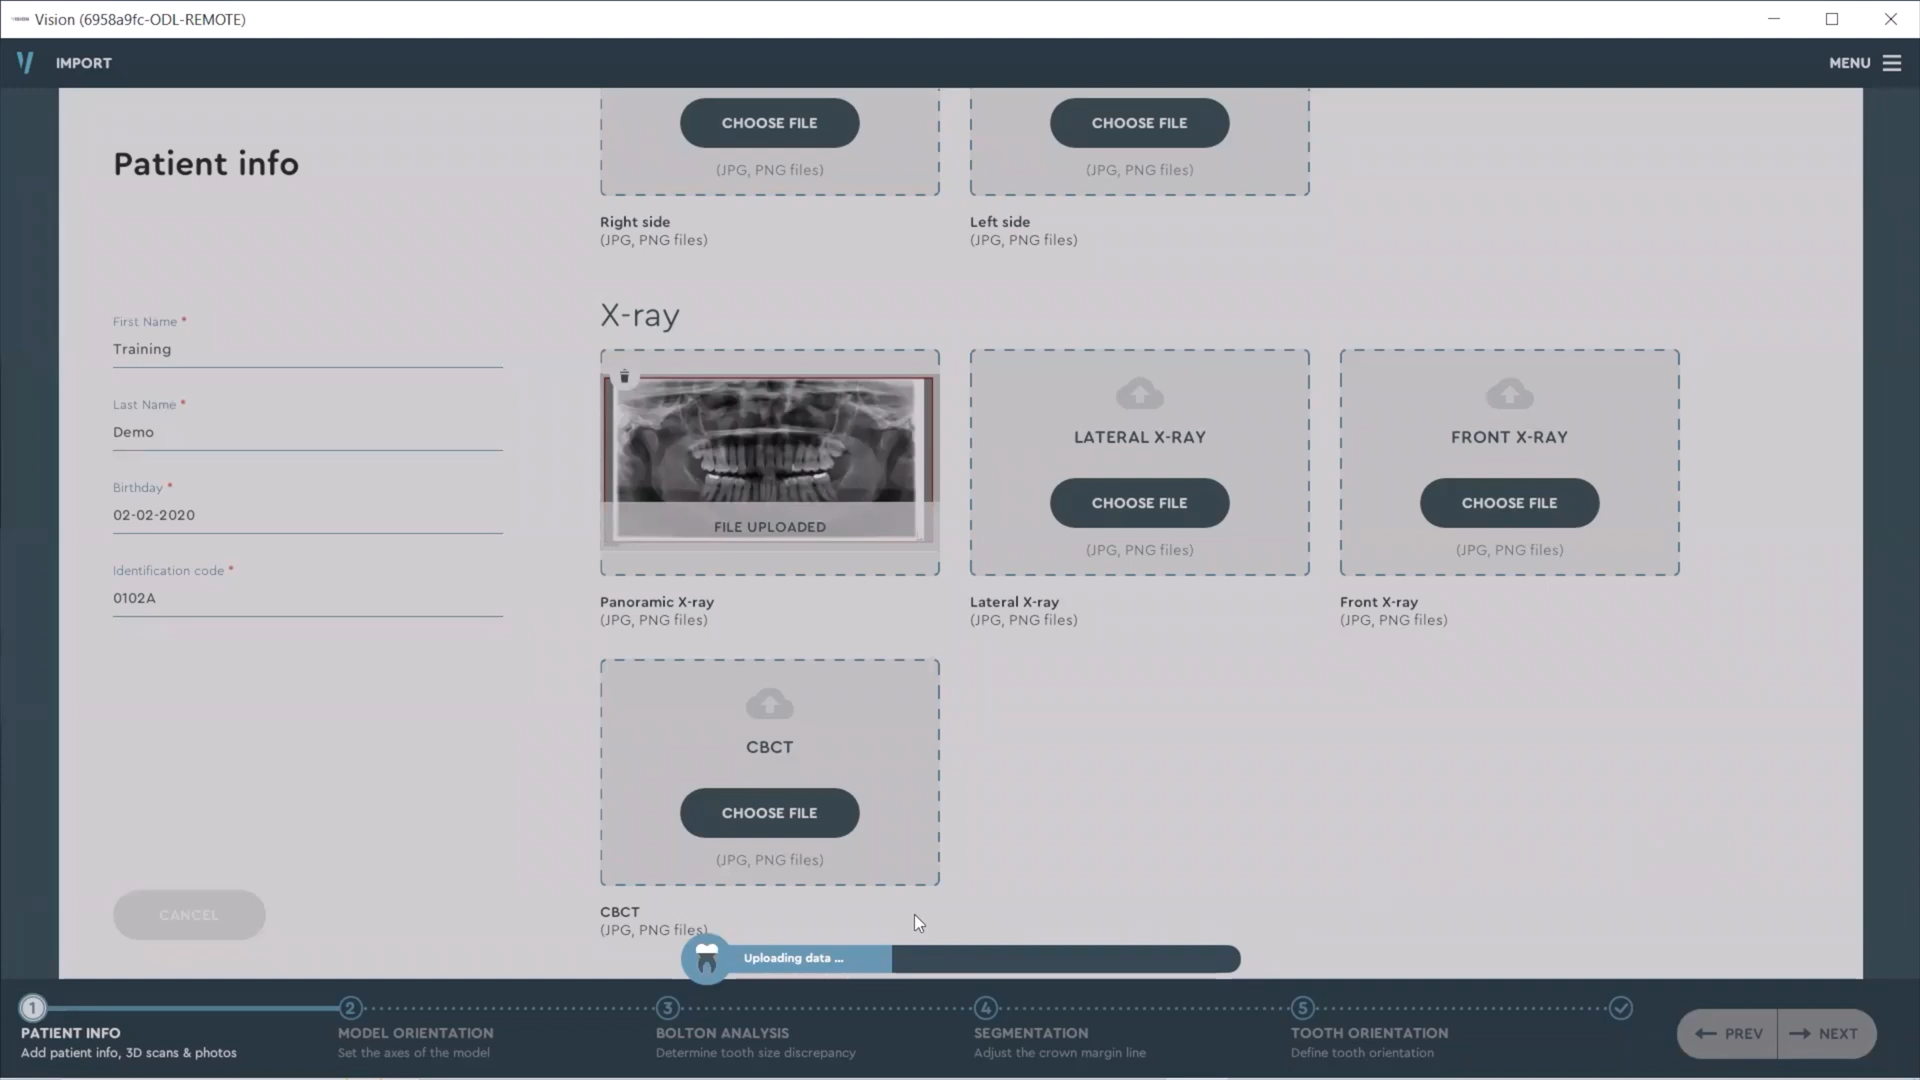 Vision (6958a9fc-ODL-REMOTE)
IMPORT
MENU
Patient info
CHOOSE FILE
(JPG, PNG files)
Right side
(JPG, PNG files)
CHOOSE FILE
(JPG, PNG files)
Left side
(JPG, PNG files)
First Name *
Training
Last Name *
Demo
Birthday *
02-02-2020
Identification code *
0102A
CANCEL
X-ray
FILE UPLOADED
Panoramic X-ray
(JPG, PNG files)
LATERAL X-RAY
CHOOSE FILE
(JPG, PNG files)
Lateral X-ray
(JPG, PNG files)
FRONT X-RAY
CHOOSE FILE
(JPG, PNG files)
Front X-ray
(JPG, PNG files)
CBCT
CHOOSE FILE
(JPG, PNG files)
CBCT
(JPG, PNG files)
Uploading data ...
1
PATIENT INFO
Add patient info, 3D scans & photos
2
MODEL ORIENTATION
Set the axes of the model
3
BOLTON ANALYSIS
Determine tooth size discrepancy
4
SEGMENTATION
Adjust the crown margin line
5
TOOTH ORIENTATION
Define tooth orientation
PREV
NEXT